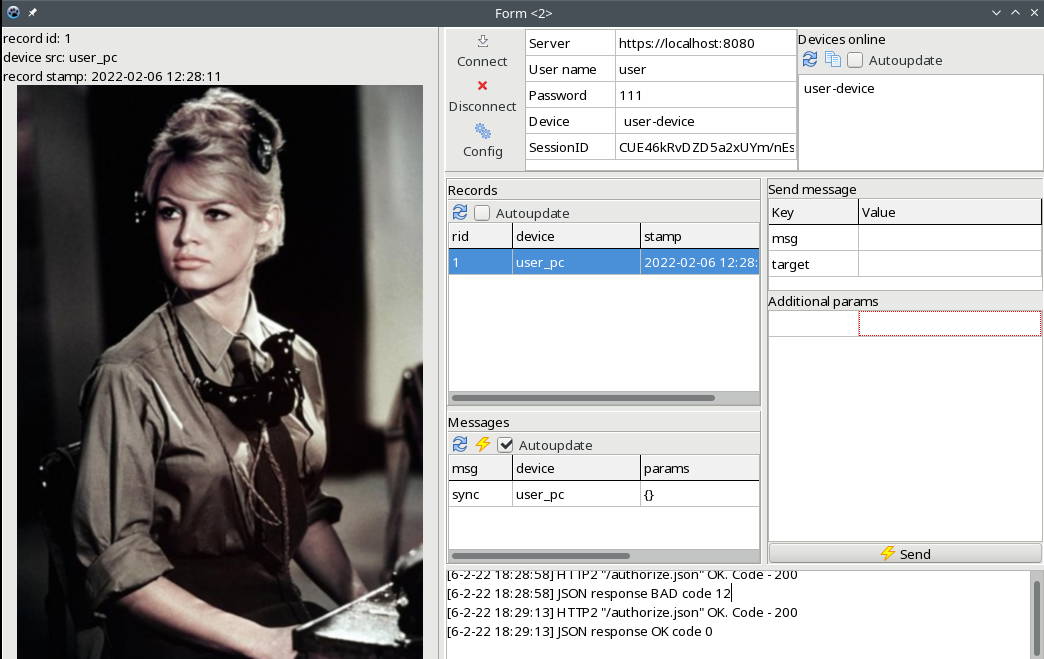 Form <2>
record id: 1
device src: user_pc
record stamp: 2022-02-06 12:28:11
Connect
Disconnect
Config
Server https://localhost:8080
User name user
Password 111
Device user-device
SessionID CUE46kRvDZD5a2xUYm/nEs
Devices online
Autoupdate
user-device
Records
Autoupdate
rid device stamp
1 user_pc 2022-02-06 12:28:
Messages
Autoupdate
msg device params
sync user_pc {}
Send message
Key Value
msg
target
Additional params
Send
[6-2-22 18:28:58] HTTP2 "/authorize.json" OK. Code - 200
[6-2-22 18:28:58] JSON response BAD code 12
[6-2-22 18:29:13] HTTP2 "/authorize.json" OK. Code - 200
[6-2-22 18:29:13] JSON response OK code 0